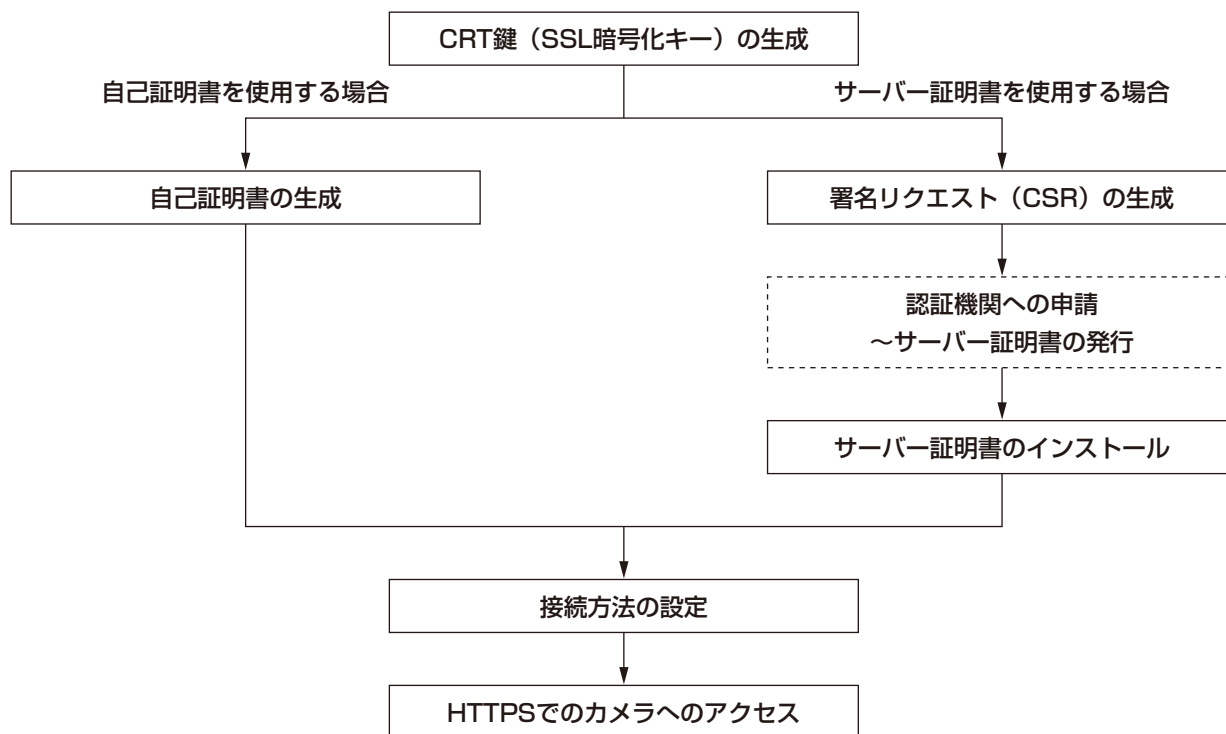 CRT鍵（SSL暗号化キー）の生成
自己証明書を使用する場合
サーバー証明書を使用する場合
自己証明書の生成
署名リクエスト（CSR）の生成
認証機関への申請
～サーバー証明書の発行
サーバー証明書のインストール
接続方法の設定
HTTPSでのカメラへのアクセス